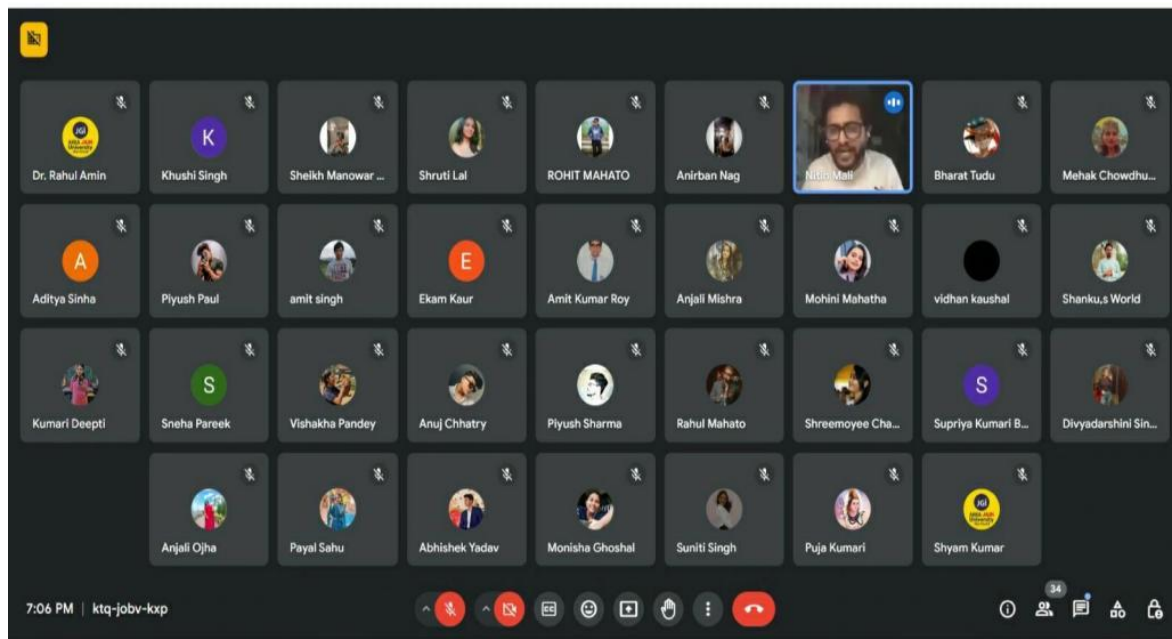 Dr. Rahul Amin
K
Khushi Singh
Sheikh Manowar ...
Shruti Lal
ROHIT MAHATO
Anirban Nag
Nitin Mali
Bharat Tudu
Mehak Chowdhu...
A
Aditya Sinha
Piyush Paul
amit singh
E
Ekam Kaur
Amit Kumar Roy
Anjali Mishra
Mohini Mahatha
vidhan kaushal
Shanku,s World
Kumari Deepti
S
Sneha Pareek
Vishakha Pandey
Anuj Chhatry
Piyush Sharma
Rahul Mahato
Shreemoyee Cha...
S
Supriya Kumari B...
Divyadarshini Sin...
Anjali Ojha
Payal Sahu
Abhishek Yadav
Monisha Ghoshal
Suniti Singh
Puja Kumari
JGI
Shyam Kumar
7:06 PM | ktq-jobv-kxp
CC
34